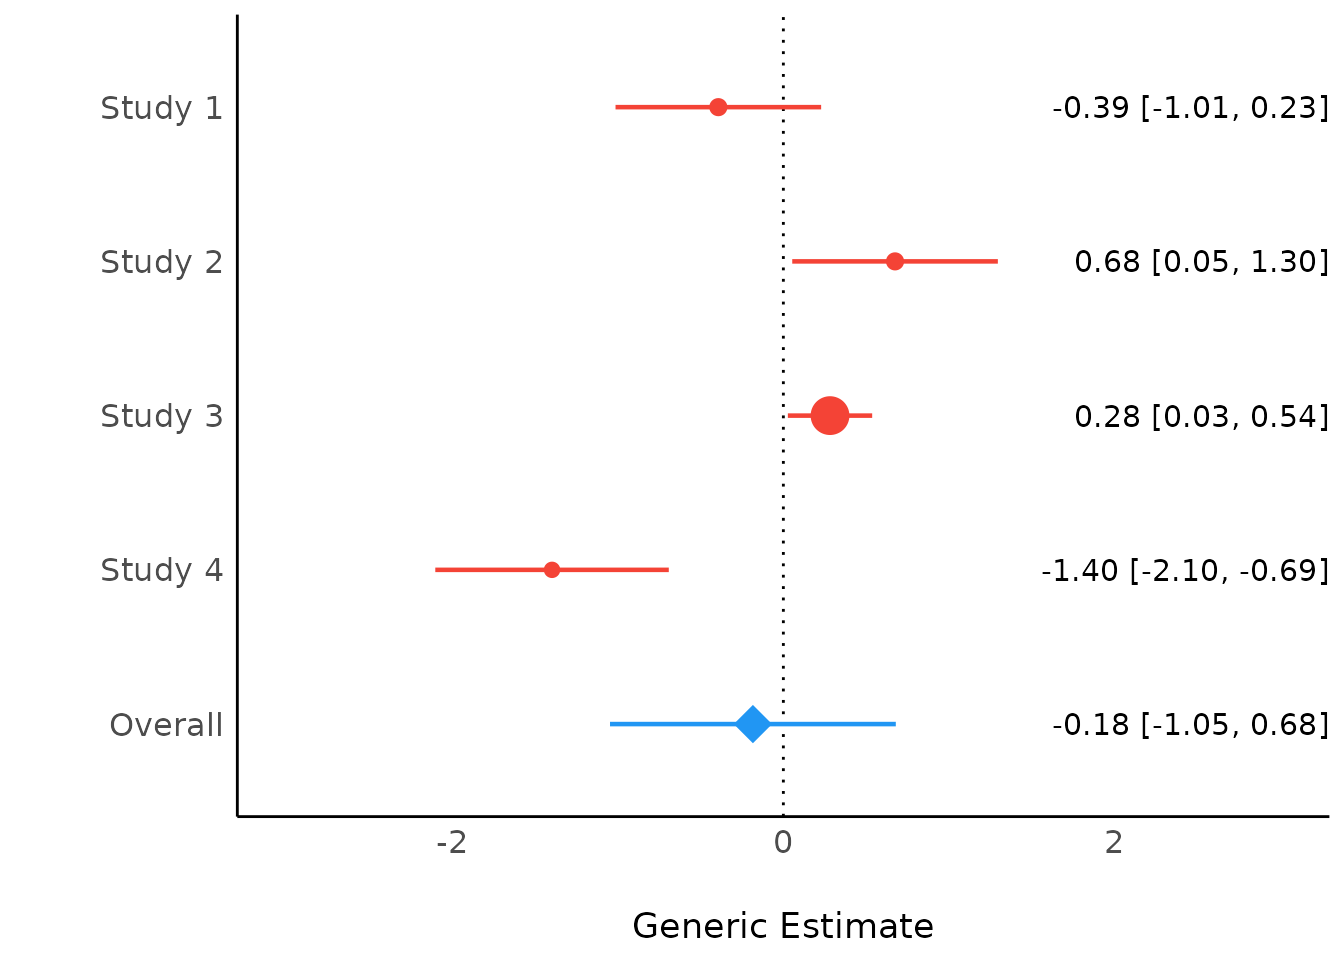 Study 1 -0.39 [-1.01, 0.23]
Study 2 0.68 [0.05, 1.30]
Study 3 0.28 [0.03, 0.54]
Study 4 -1.40 [-2.10, -0.69]
Overall -0.18 [-1.05, 0.68]
-2 0 2
Generic Estimate